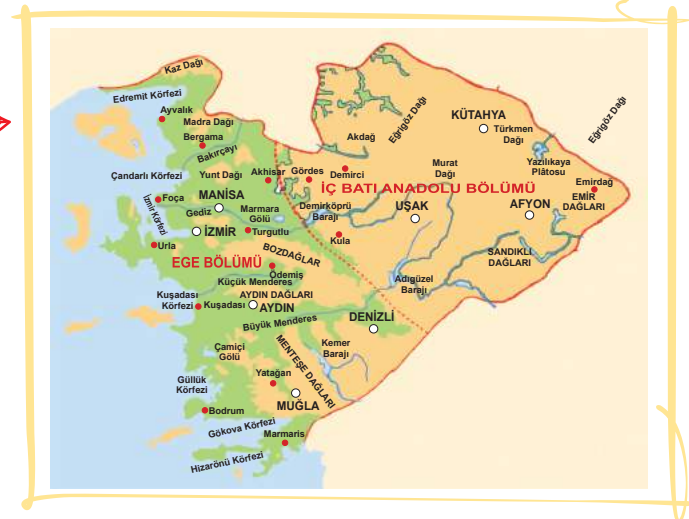 Kaz Dağı
Edremit Körfezi
Ayvalık
Madra Dağı
Bergama
Bakırçayı
Çandarlı Körfezi
Yunt Dağı
Akhisar
Gördes
Demirci
Akdağ
Eğrigöz Dağı
KÜTAHYA
Türkmen
Dağı
Eğrigöz Dağı
Murat
Dağı
Yazılıkaya
Plâtosu
Emirdağ
EMİR
DAĞLARI
İÇ BATI ANADOLU BÖLÜMÜ
Foça
İzmir Körfezi
MANİSA
Gediz
Marmara
Gölü
Demirköprü
Barajı
UŞAK
AFYON
İZMİR
Turgutlu
Kula
Urla
BOZDAĞLAR
SANDIKLI
DAĞLARI
EGE BÖLÜMÜ
Ödemiş
Küçük Menderes
Adıgüzel
Barajı
Kuşadası
Körfezi
Kuşadası
AYDIN DAĞLARI
AYDIN
Büyük Menderes
DENİZLİ
Çamiçi
Gölü
MENTEŞE DAĞLARI
Kemer
Barajı
Güllük
Körfezi
Yatağan
MUĞLA
Bodrum
Gökova Körfezi
Marmaris
Hizarönü Körfezi